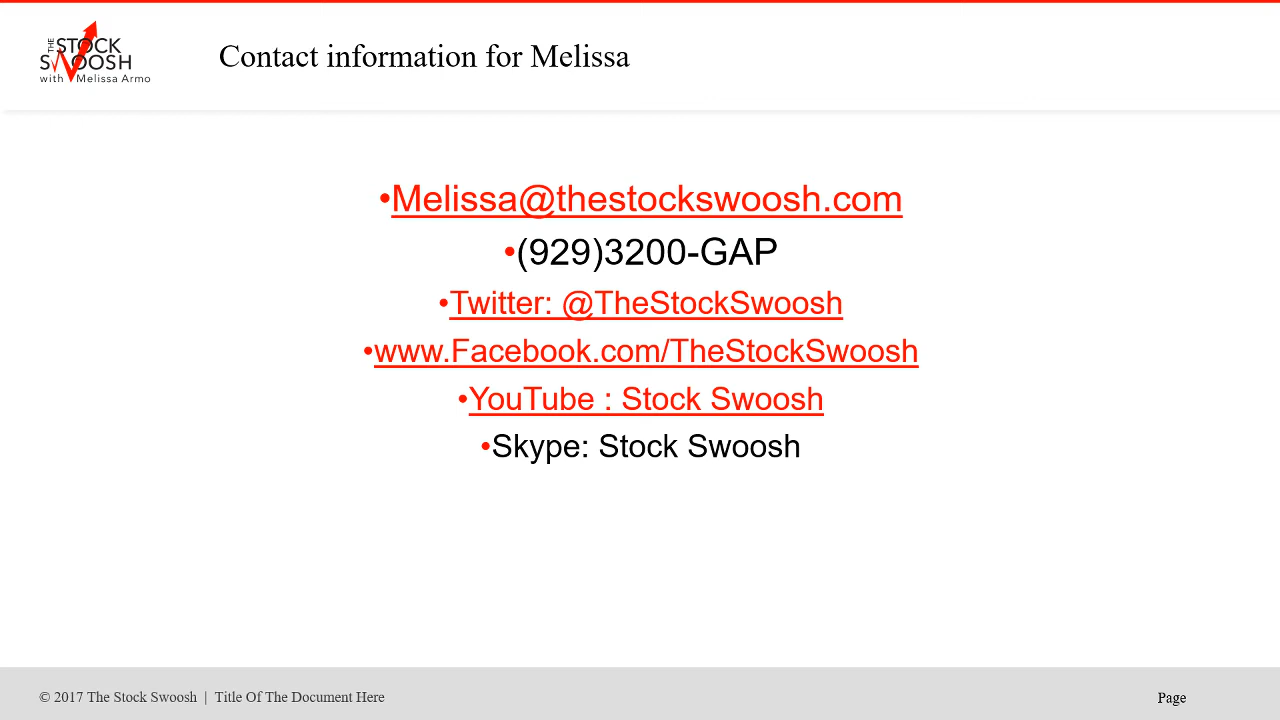 THE STOCK
SWOOSH
with Melissa Armo
Contact information for Melissa
•Melissa@thestockswoosh.com
•(929)3200-GAP
•Twitter: @TheStockSwoosh
•www.Facebook.com/TheStockSwoosh
•YouTube : Stock Swoosh
•Skype: Stock Swoosh
© 2017 The Stock Swoosh | Title Of The Document Here
Page